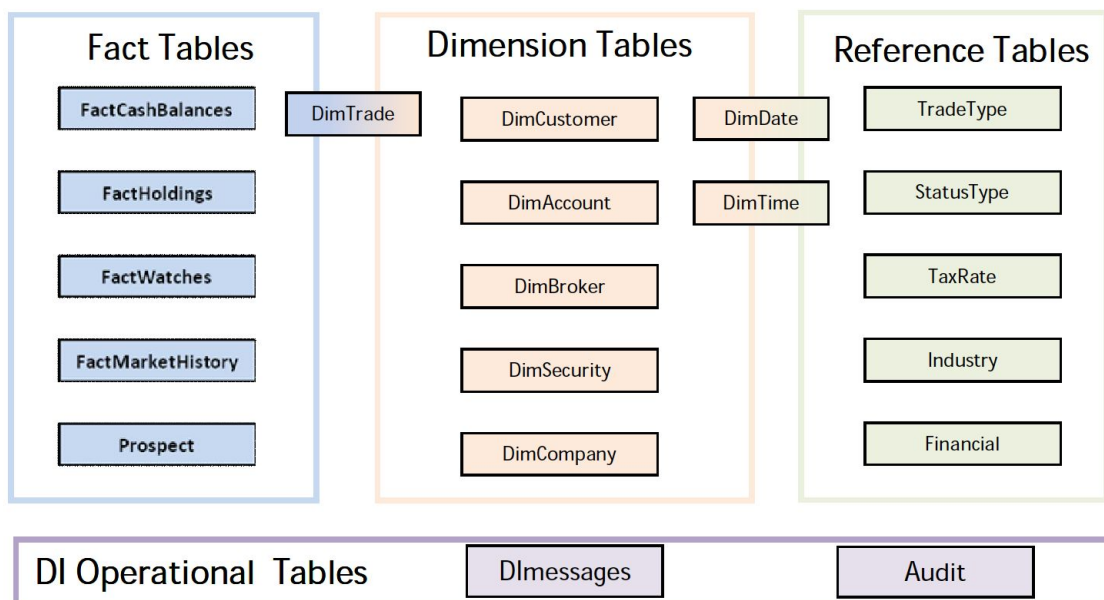 Fact Tables
Dimension Tables
Reference Tables
FactCashBalances
DimTrade
DimCustomer
DimDate
TradeType
FactHoldings
DimAccount
DimTime
StatusType
FactWatches
DimBroker
TaxRate
FactMarketHistory
DimSecurity
Industry
Prospect
DimCompany
Financial
DI Operational Tables
DImessages
Audit